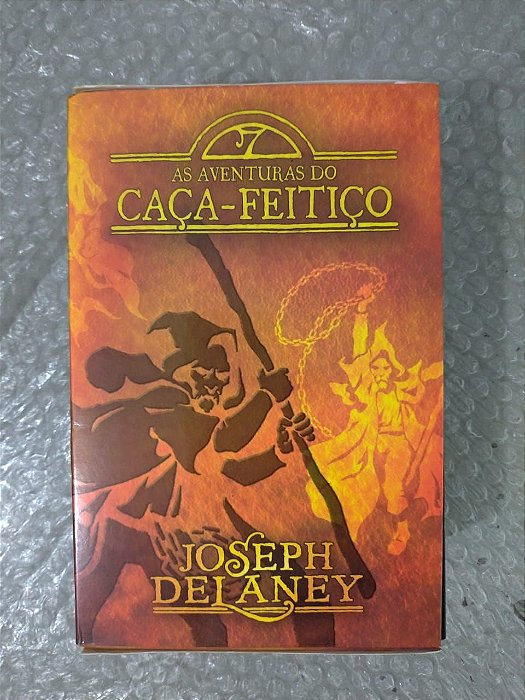 AS AVENTURAS DO
CAÇA-FEITIÇO
JOSEPH
DELANEY